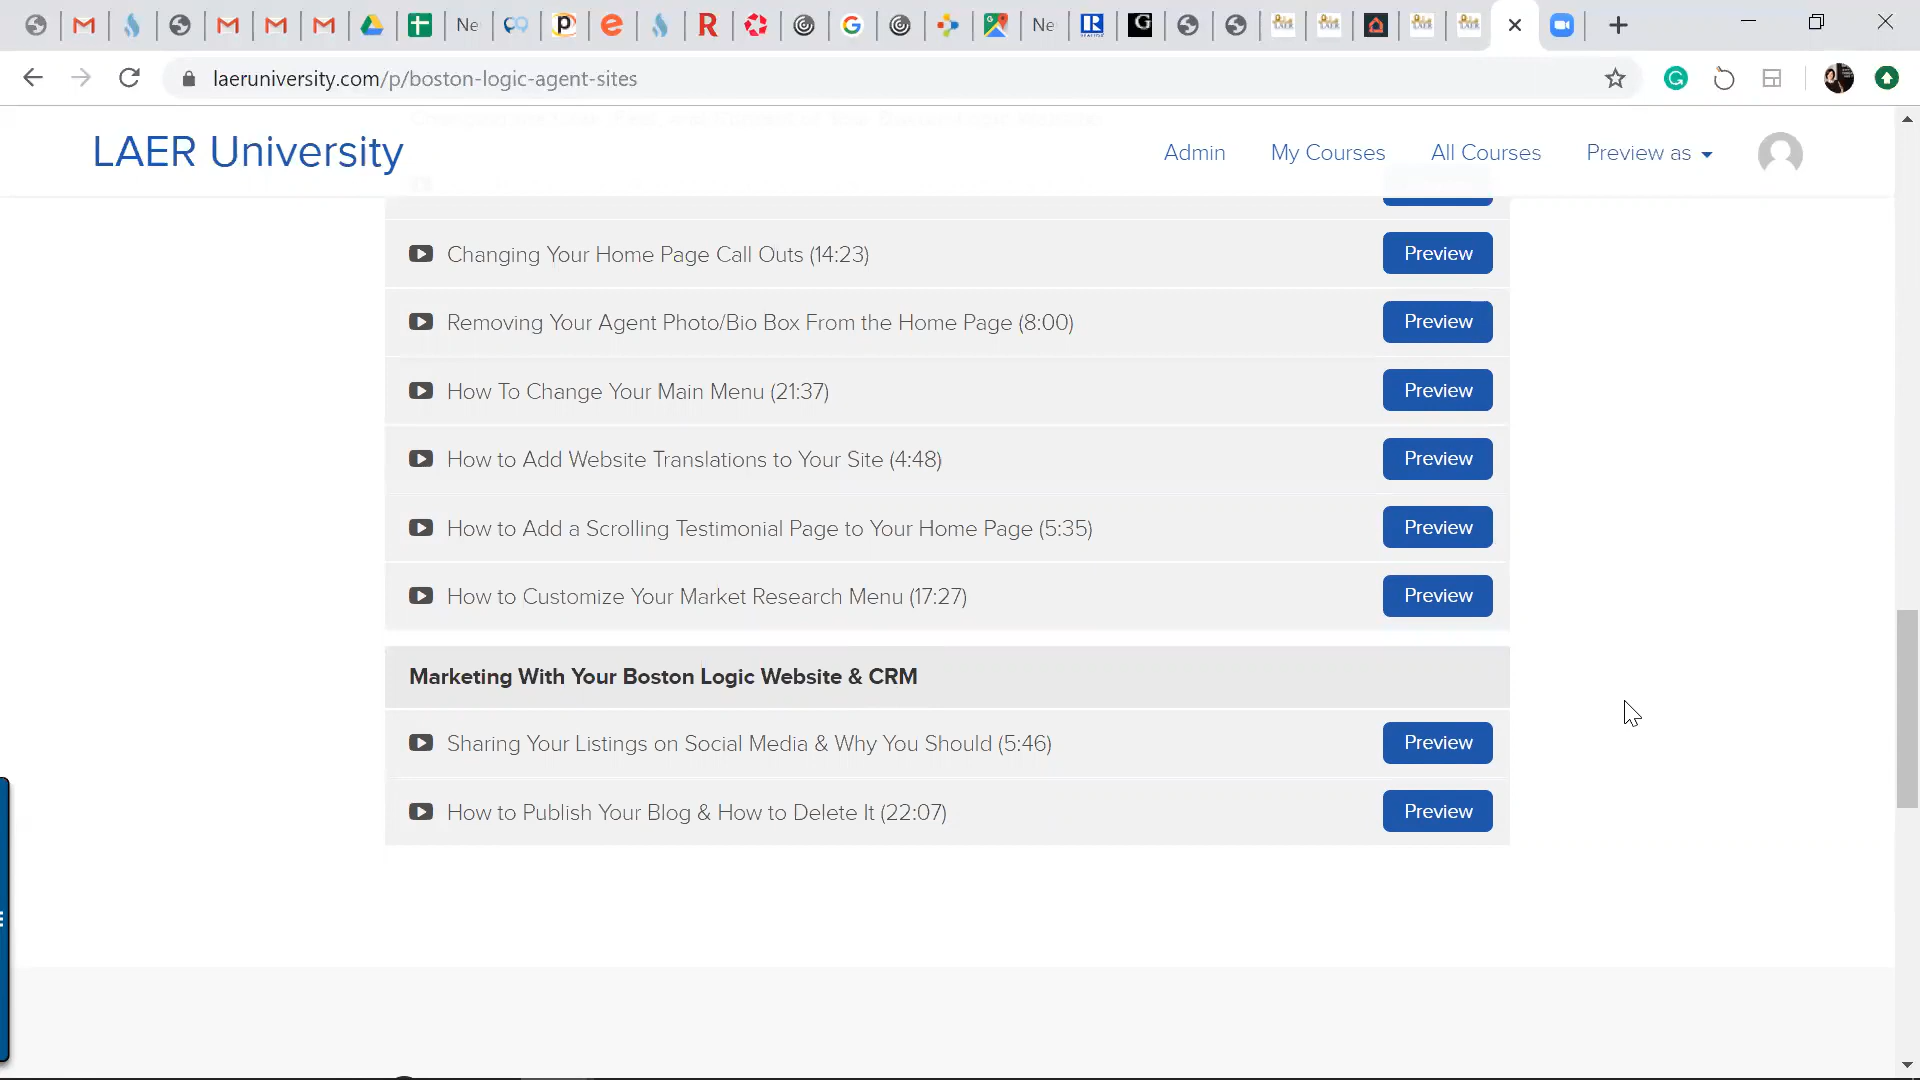 Ne
Ne
laeruniversity.com/p/boston-logic-agent-sites
LAER University
Admin
My Courses
All Courses
Preview as
Changing Your Home Page Call Outs (14:23)
Preview
Removing Your Agent Photo/Bio Box From the Home Page (8:00)
Preview
How To Change Your Main Menu (21:37)
Preview
How to Add Website Translations to Your Site (4:48)
Preview
How to Add a Scrolling Testimonial Page to Your Home Page (5:35)
Preview
How to Customize Your Market Research Menu (17:27)
Preview
Marketing With Your Boston Logic Website & CRM
Sharing Your Listings on Social Media & Why You Should (5:46)
Preview
How to Publish Your Blog & How to Delete It (22:07)
Preview